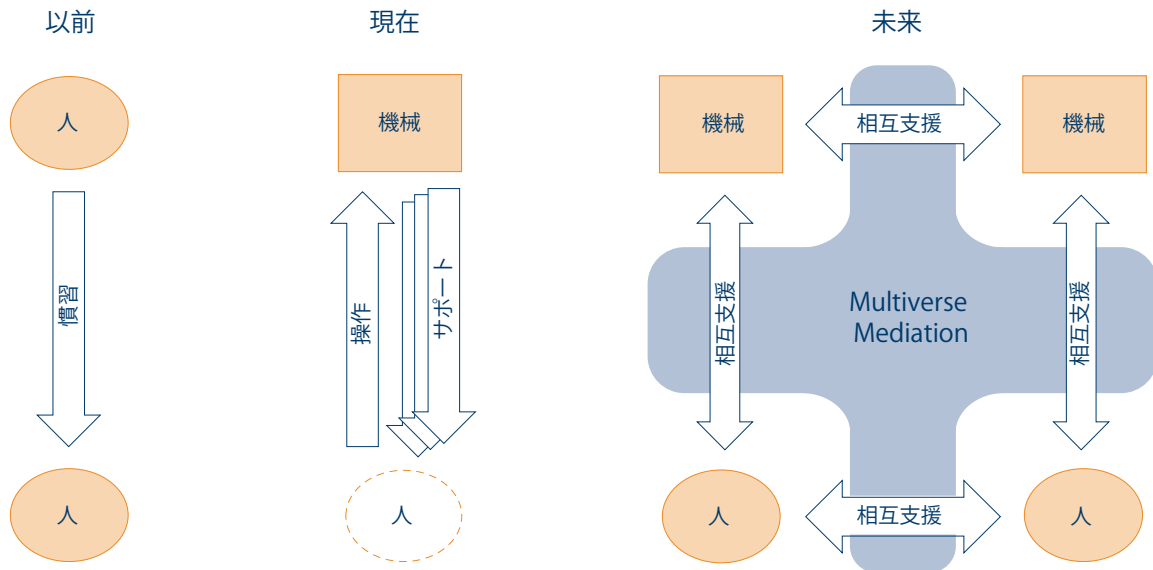 以前
人
慣習
人
現在
機械
操作
サポート
人
未来
機械
相互支援
機械
相互支援
Multiverse
Mediation
相互支援
人
相互支援
人